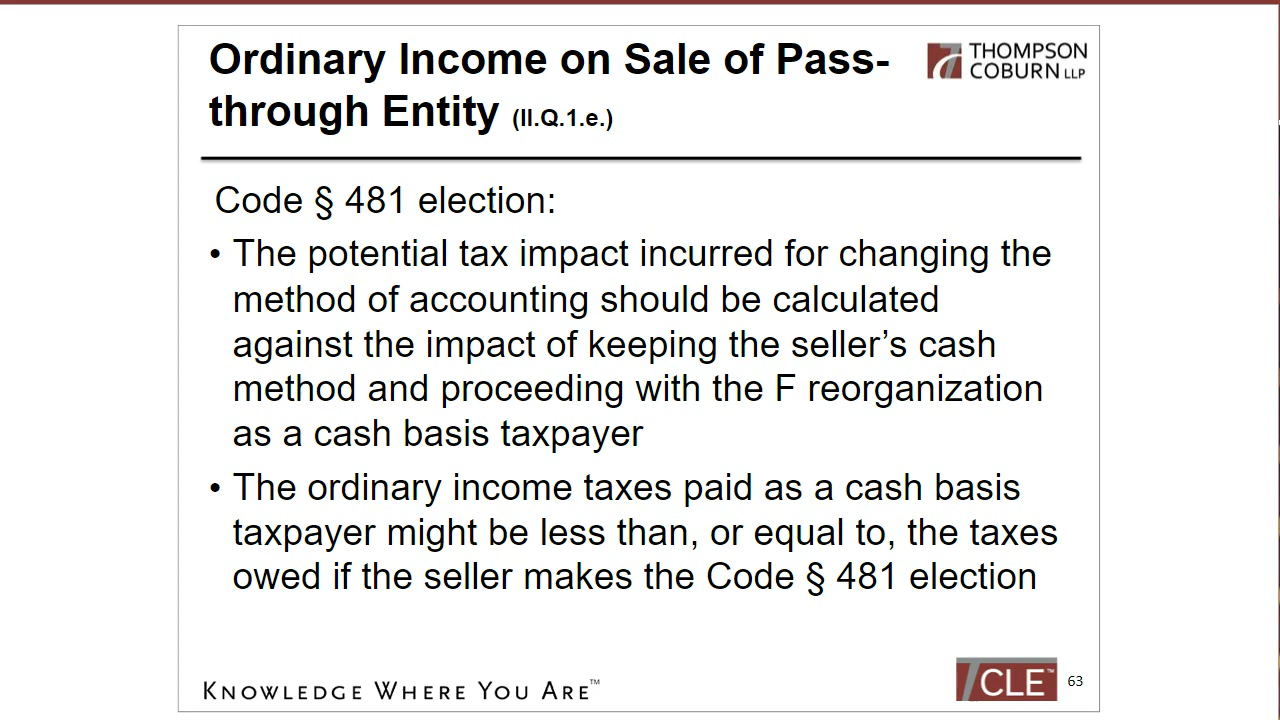 Ordinary Income on Sale of Pass-
through Entity (II.Q.1.e.)
THOMPSON
COBURN LLP
Code § 481 election:
• The potential tax impact incurred for changing the
method of accounting should be calculated
against the impact of keeping the seller’s cash
method and proceeding with the F reorganization
as a cash basis taxpayer
• The ordinary income taxes paid as a cash basis
taxpayer might be less than, or equal to, the taxes
owed if the seller makes the Code § 481 election
KNOWLEDGE WHERE YOU ARE™
TCLE™
63